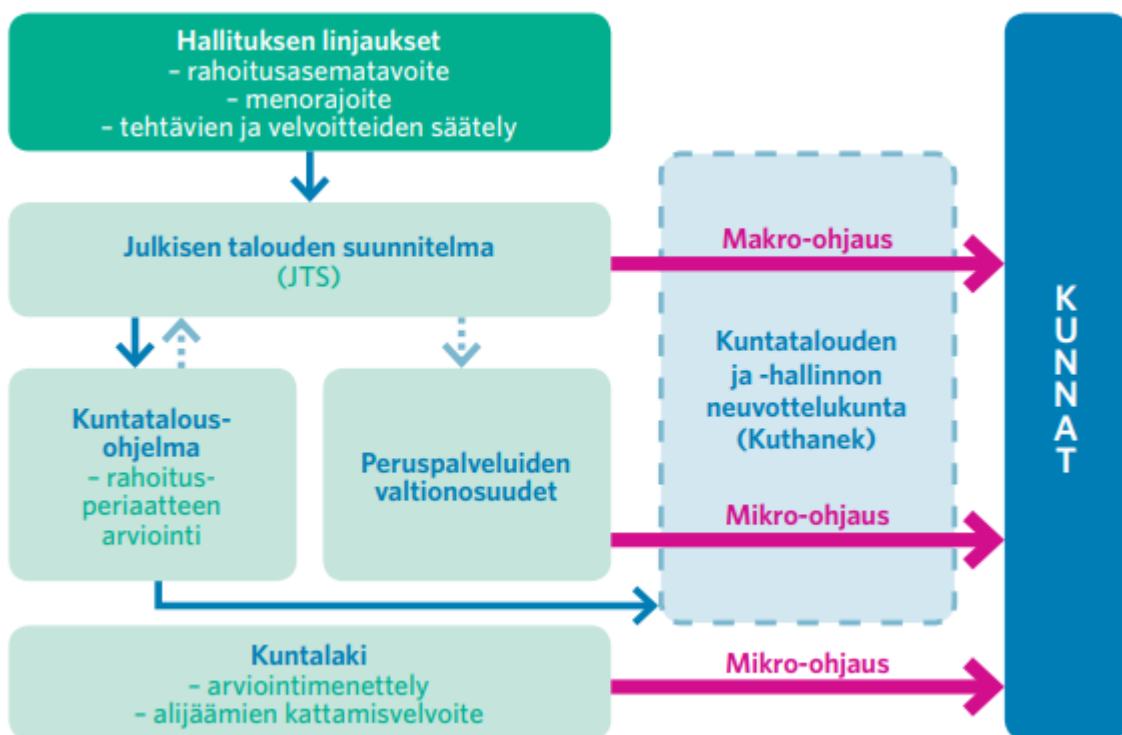 Hallituksen linjaukset
– rahoitusasematavoite
– menorajoite
– tehtävien ja velvoitteiden säätely
Julkisen talouden suunnitelma
(JTS)
Makro-ohjaus
Kuntatalous-
ohjelma
– rahoitus-
periaatteen
arviointi
Peruspalveluiden
valtionosuudet
Kuntatalouden
ja -hallinnon
neuvottelukunta
(Kuthanek)
Mikro-ohjaus
Kuntalaki
– arviointimenettely
– alijäämien kattamisvelvoite
Mikro-ohjaus
KUNNAT